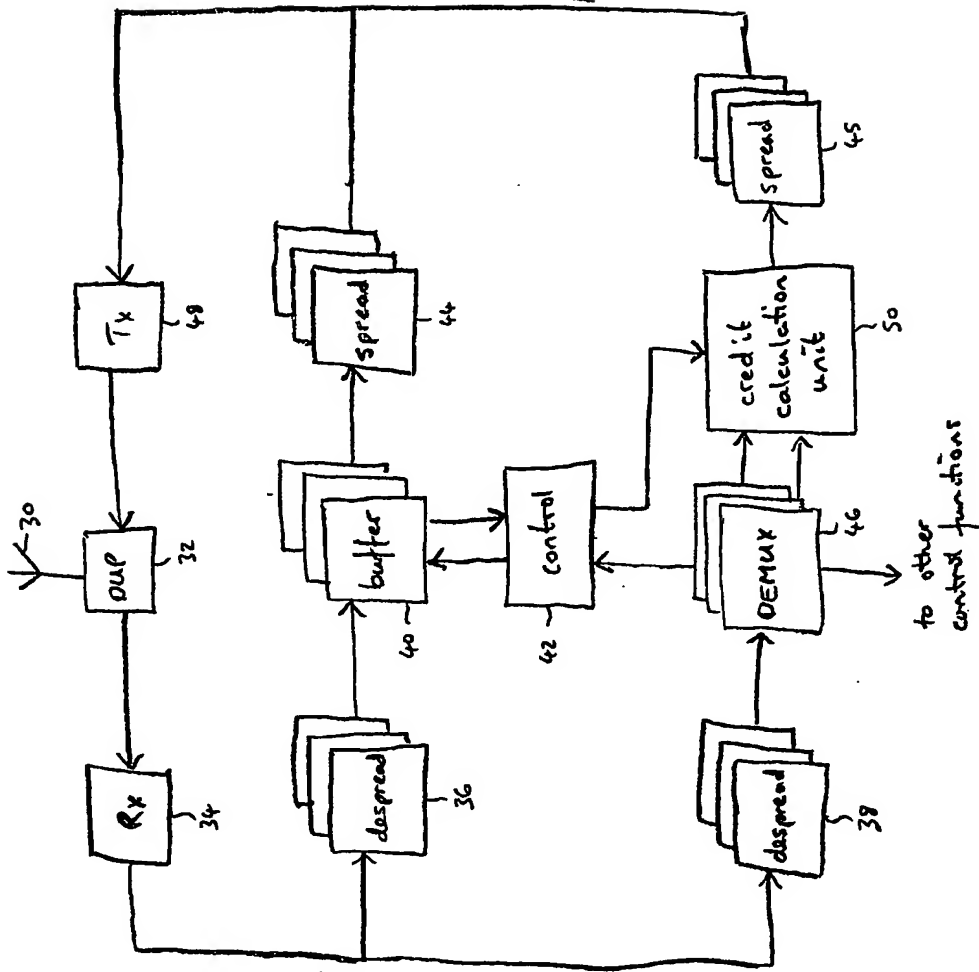 30
DUP
32
Rx
34
Tx
48
despread
36
buffer
40
spread
44
control
42
despread
38
DEMUX
46
credit
calculation
unit
50
spread
45
to other
control functions